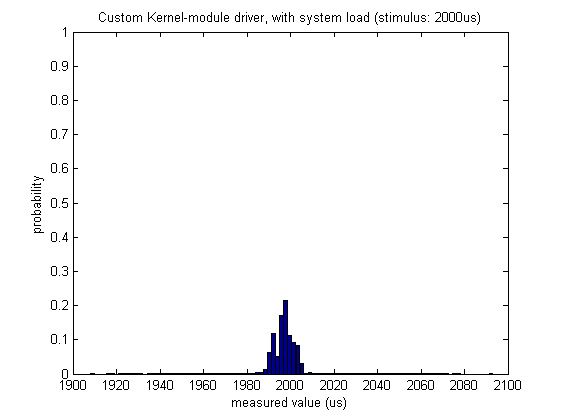 Custom Kernel-module driver, with system load (stimulus: 2000us)
1
0.9
0.8
0.7
0.6
0.5
0.4
0.3
0.2
0.1
0
probability
1900 1920 1940 1960 1980 2000 2020 2040 2060 2080 2100
measured value (us)